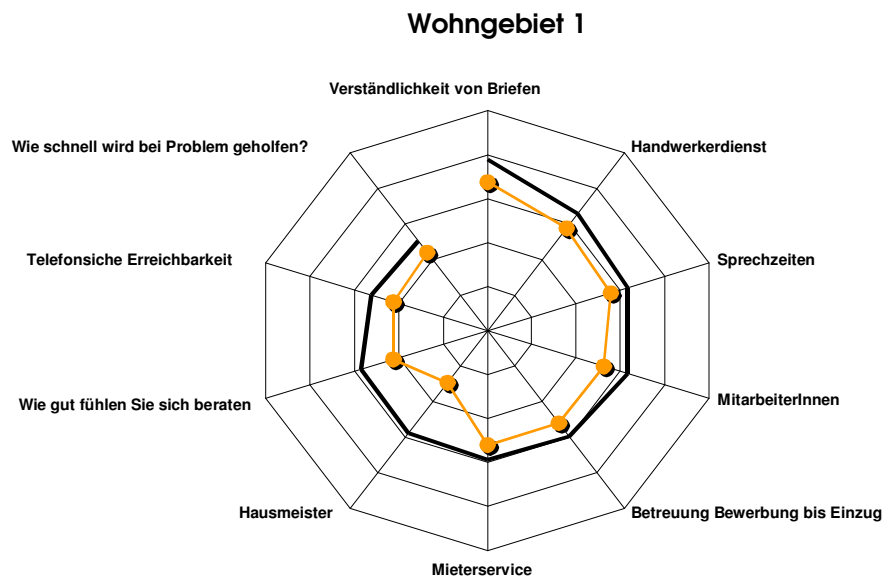 Wohngebiet 1
Verständlichkeit von Briefen
Wie schnell wird bei Problem geholfen?
Handwerkerdienst
Telefonsiche Erreichbarkeit
Sprechzeiten
Wie gut fühlen Sie sich beraten
MitarbeiterInnen
Hausmeister
Betreuung Bewerbung bis Einzug
Mieterservice